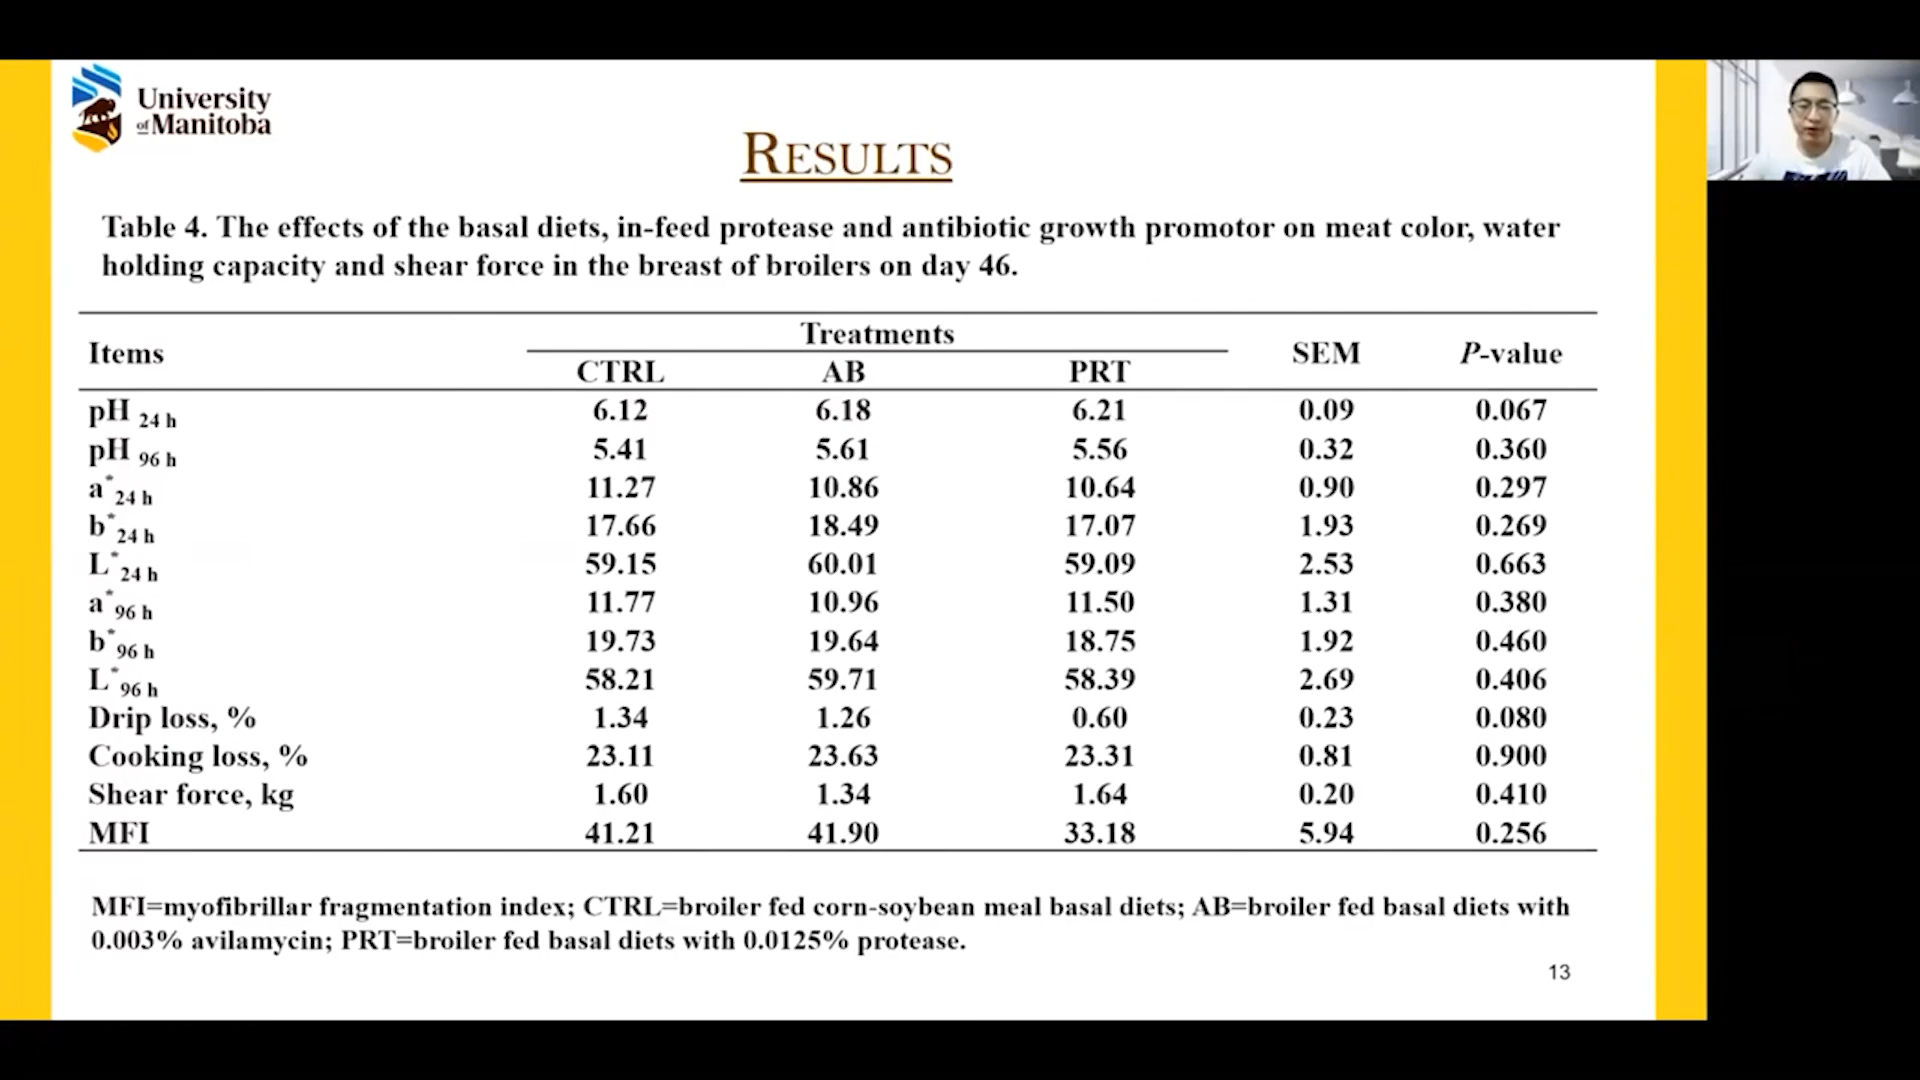 University
of Manitoba
RESULTS
Table 4. The effects of the basal diets, in-feed protease and antibiotic growth promotor on meat color, water
holding capacity and shear force in the breast of broilers on day 46.
Items Treatments SEM P-value
CTRL AB PRT
pH 24 h 6.12 6.18 6.21 0.09 0.067
pH 96 h 5.41 5.61 5.56 0.32 0.360
a* 24 h 11.27 10.86 10.64 0.90 0.297
b* 24 h 17.66 18.49 17.07 1.93 0.269
L* 24 h 59.15 60.01 59.09 2.53 0.663
a* 96 h 11.77 10.96 11.50 1.31 0.380
b* 96 h 19.73 19.64 18.75 1.92 0.460
L* 96 h 58.21 59.71 58.39 2.69 0.406
Drip loss, % 1.34 1.26 0.60 0.23 0.080
Cooking loss, % 23.11 23.63 23.31 0.81 0.900
Shear force, kg 1.60 1.34 1.64 0.20 0.410
MFI 41.21 41.90 33.18 5.94 0.256
MFI=myofibrillar fragmentation index; CTRL=broiler fed corn-soybean meal basal diets; AB=broiler fed basal diets with
0.003% avilamycin; PRT=broiler fed basal diets with 0.0125% protease.
13